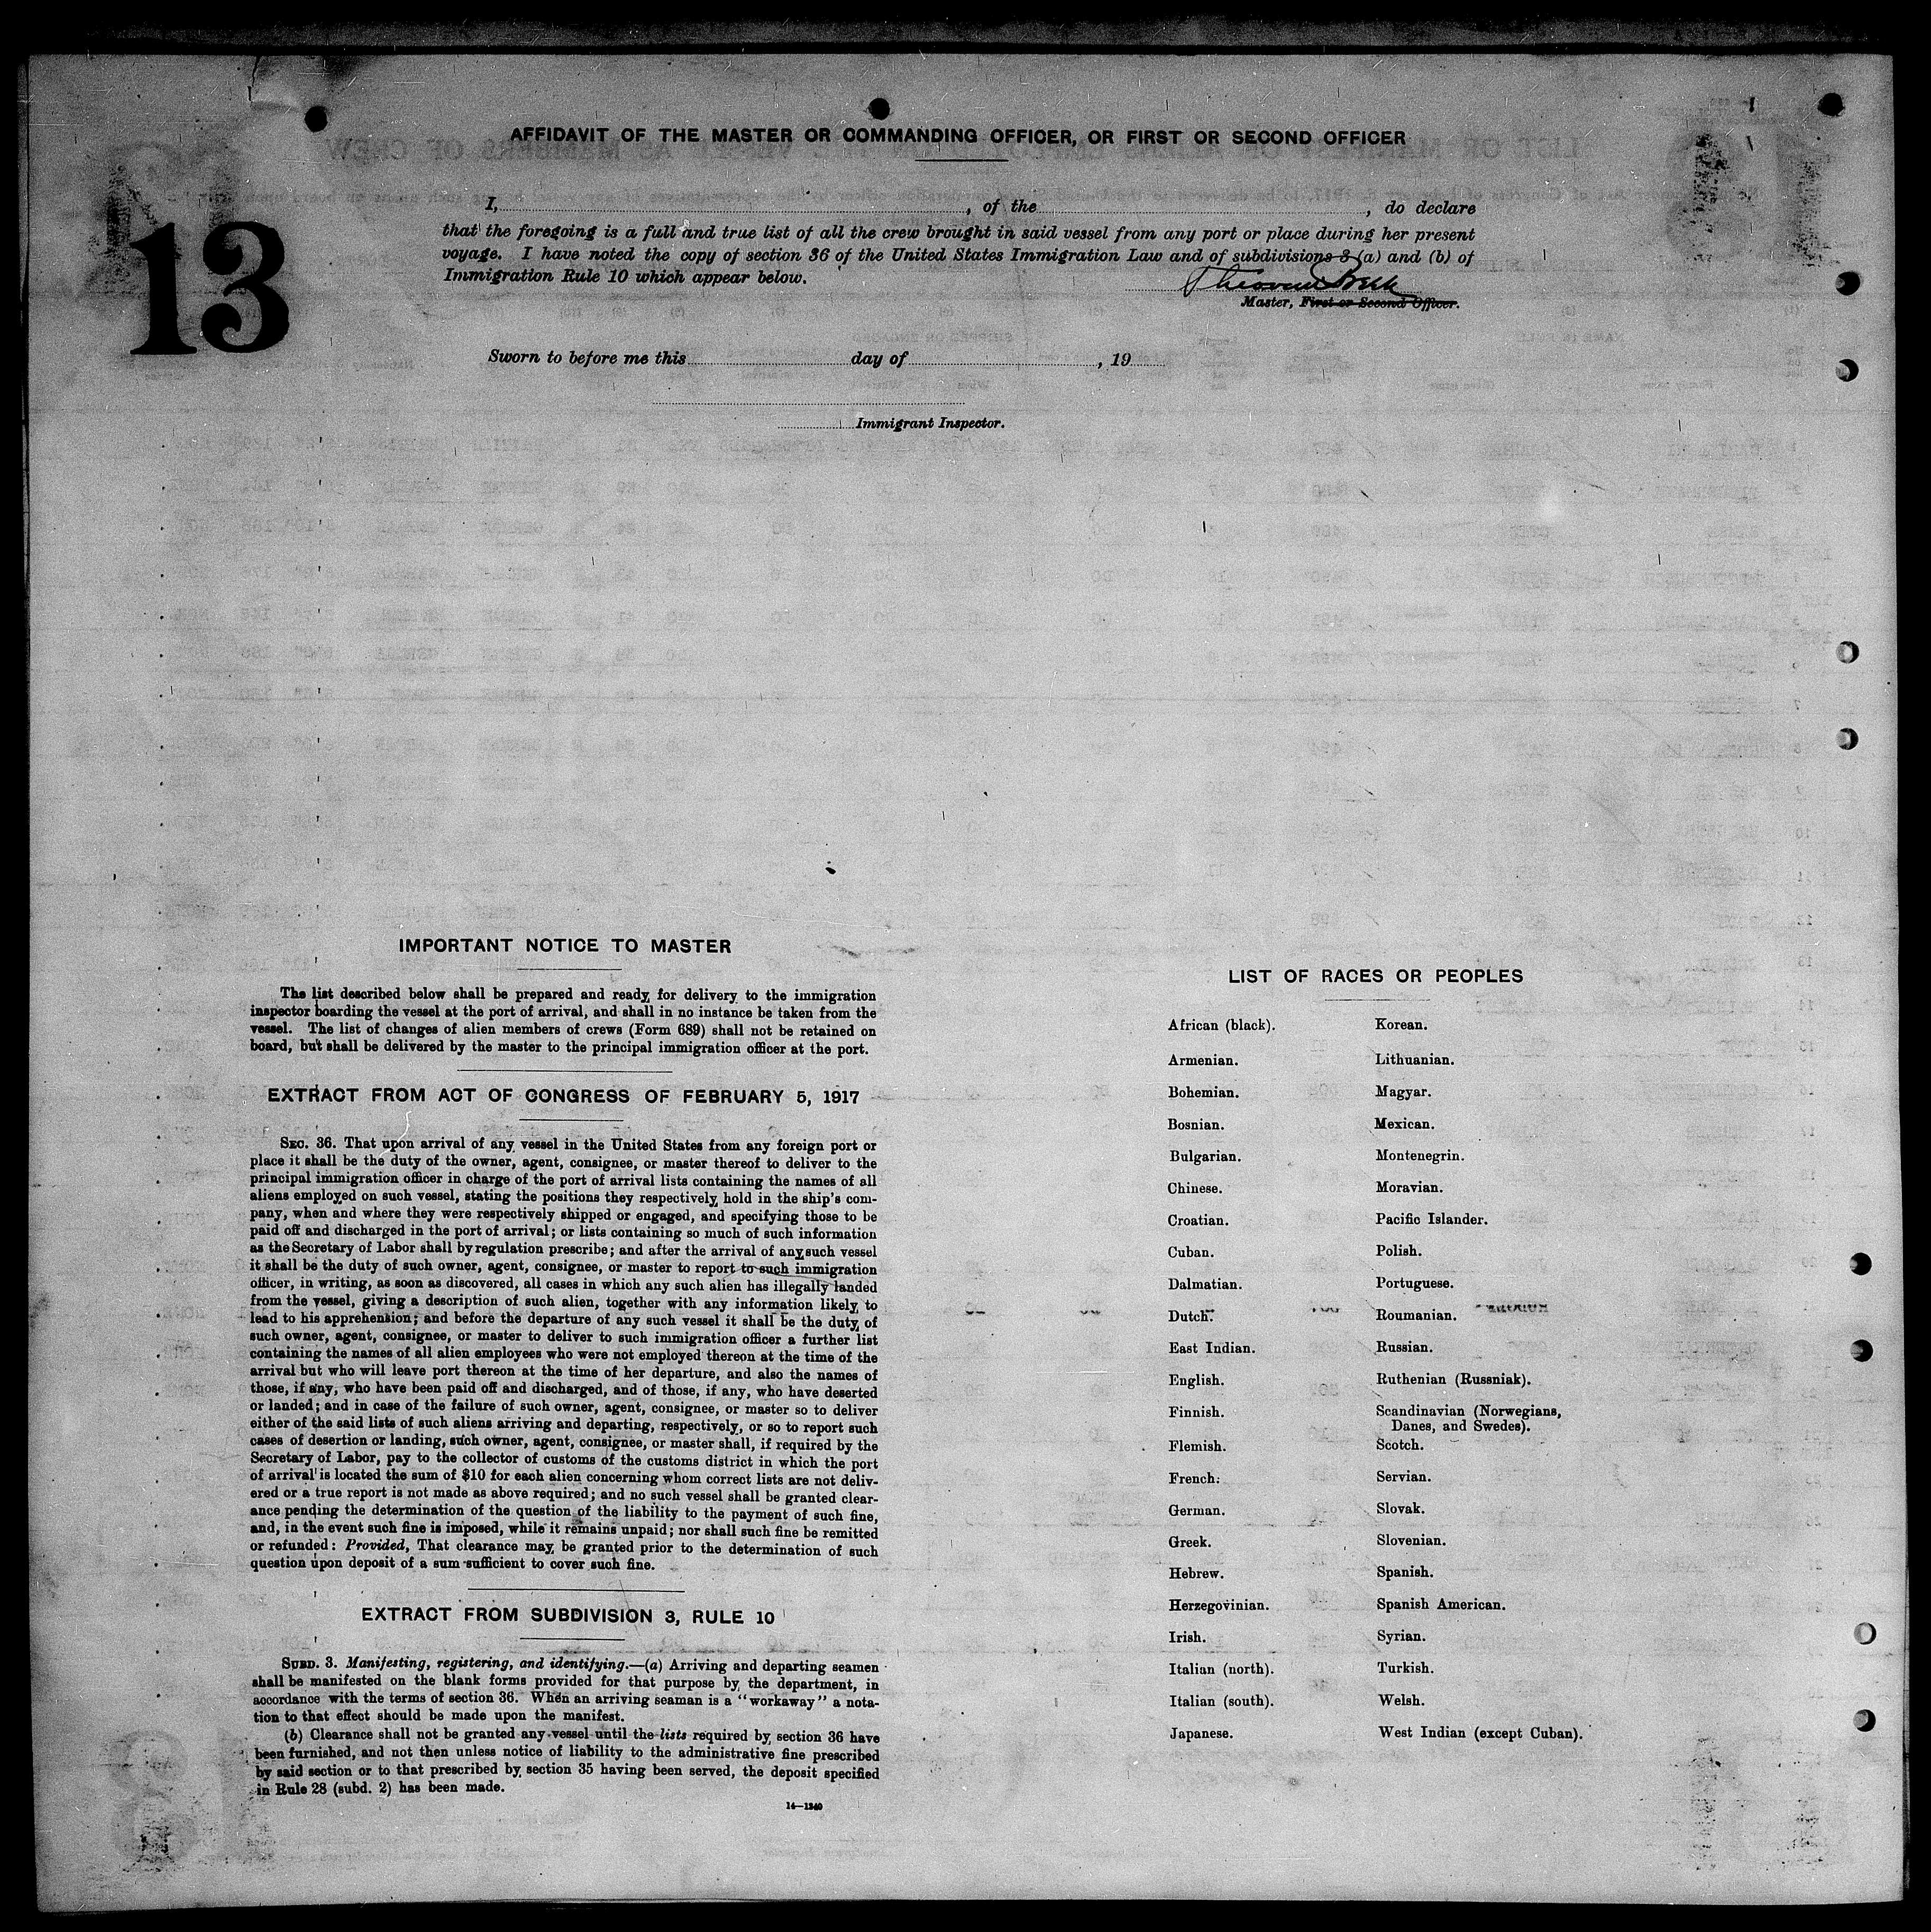 AFFIDAVIT OF THE MASTER OR COMMANDING OFFICER, OR FIRST OR SECOND OFFICER
13
I, , of the , do declare
that the foregoing is a full and true list of all the crew brought in said vessel from any port or place during her present
voyage. I have noted the copy of section 36 of the United States Immigration Law and of subdivisions 3 (a) and (b) of
Immigration Rule 10 which appear below.
Master, First or Second Officer.
Sworn to before me this day of , 19
Immigrant Inspector.
IMPORTANT NOTICE TO MASTER
The list described below shall be prepared and ready for delivery to the immigration
inspector boarding the vessel at the port of arrival, and shall in no instance be taken from the
vessel. The list of changes of alien members of crews (Form 689) shall not be retained on
board, but shall be delivered by the master to the principal immigration officer at the port.
EXTRACT FROM ACT OF CONGRESS OF FEBRUARY 5, 1917
SEC. 36. That upon arrival of any vessel in the United States from any foreign port or
place it shall be the duty of the owner, agent, consignee, or master thereof to deliver to the
principal immigration officer in charge of the port of arrival lists containing the names of all
aliens employed on such vessel, stating the positions they respectively hold in the ship's com-
pany, when and where they were respectively shipped or engaged, and specifying those to be
paid off and discharged in the port of arrival; or lists containing so much of such information
as the Secretary of Labor shall by regulation prescribe; and after the arrival of any such vessel
it shall be the duty of such owner, agent, consignee, or master to report to such immigration
officer, in writing, as soon as discovered, all cases in which any such alien has illegally landed
from the vessel, giving a description of such alien, together with any information likely to
lead to his apprehension; and before the departure of any such vessel it shall be the duty of
such owner, agent, consignee, or master to deliver to such immigration officer a further list
containing the names of all alien employees who were not employed thereon at the time of the
arrival but who will leave port thereon at the time of her departure, and also the names of
those, if any, who have been paid off and discharged, and of those, if any, who have deserted
or landed; and in case of the failure of such owner, agent, consignee, or master so to deliver
either of the said lists of such aliens arriving and departing, respectively, or so to report such
cases of desertion or landing, such owner, agent, consignee, or master shall, if required by the
Secretary of Labor, pay to the collector of customs of the customs district in which the port
of arrival is located the sum of $10 for each alien concerning whom correct lists are not deliv-
ered or a true report is not made as above required; and no such vessel shall be granted clear-
ance pending the determination of the question of the liability to the payment of such fine,
and, in the event such fine is imposed, while it remains unpaid; nor shall such fine be remitted
or refunded: Provided, That clearance may be granted prior to the determination of such
question upon deposit of a sum sufficient to cover such fine.
EXTRACT FROM SUBDIVISION 3, RULE 10
SUBD. 3. Manifesting, registering, and identifying.—(a) Arriving and departing seamen
shall be manifested on the blank forms provided for that purpose by the department, in
accordance with the terms of section 36. When an arriving seaman is a "workaway" a nota-
tion to that effect should be made upon the manifest.
(b) Clearance shall not be granted any vessel until the lists required by section 36 have
been furnished, and not then unless notice of liability to the administrative fine prescribed
by said section or to that prescribed by section 35 having been served, the deposit specified
in Rule 28 (subd. 2) has been made.
14—1240
LIST OF RACES OR PEOPLES
African (black).
Armenian.
Bohemian.
Bosnian.
Bulgarian.
Chinese.
Croatian.
Cuban.
Dalmatian.
Dutch.
East Indian.
English.
Finnish.
Flemish.
French.
German.
Greek.
Hebrew.
Herzegovinian.
Irish.
Italian (north).
Italian (south).
Japanese.
Korean.
Lithuanian.
Magyar.
Mexican.
Montenegrin.
Moravian.
Pacific Islander.
Polish.
Portuguese.
Roumanian.
Russian.
Ruthenian (Russniak).
Scandinavian (Norwegians,
Danes, and Swedes).
Scotch.
Servian.
Slovak.
Slovenian.
Spanish.
Spanish American.
Syrian.
Turkish.
Welsh.
West Indian (except Cuban).